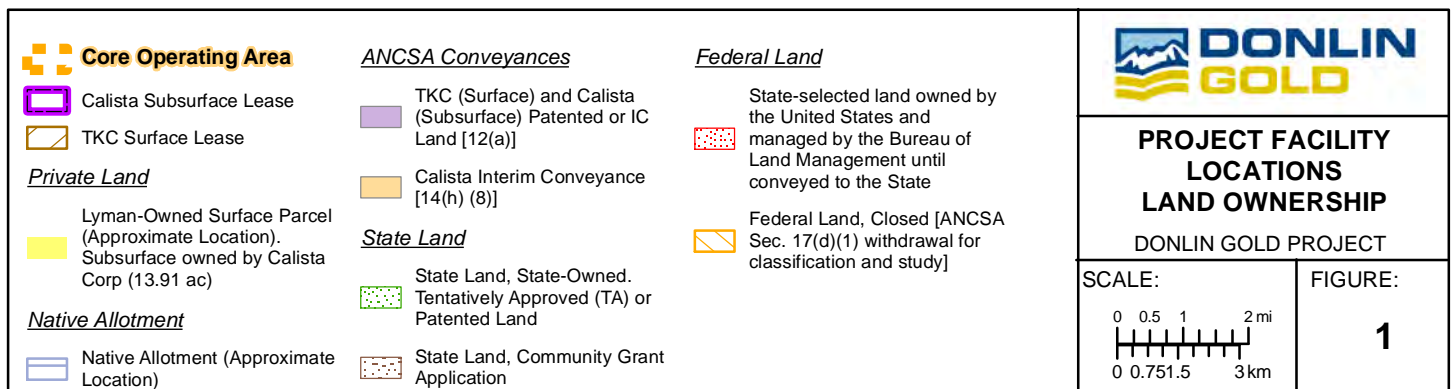 Core Operating Area
Calista Subsurface Lease
TKC Surface Lease
Private Land
Lyman-Owned Surface Parcel
(Approximate Location).
Subsurface owned by Calista
Corp (13.91 ac)
Native Allotment
Native Allotment (Approximate
Location)
ANCSA Conveyances
TKC (Surface) and Calista
(Subsurface) Patented or IC
Land [12(a)]
Calista Interim Conveyance
[14(h) (8)]
State Land
State Land, State-Owned.
Tentatively Approved (TA) or
Patented Land
State Land, Community Grant
Application
Federal Land
State-selected land owned by
the United States and
managed by the Bureau of
Land Management until
conveyed to the State
Federal Land, Closed [ANCSA
Sec. 17(d)(1) withdrawal for
classification and study]
DONLIN
GOLD
PROJECT FACILITY
LOCATIONS
LAND OWNERSHIP
DONLIN GOLD PROJECT
SCALE:
0 0.5 1 2 mi
0 0.75 1.5 3 km
FIGURE:
1